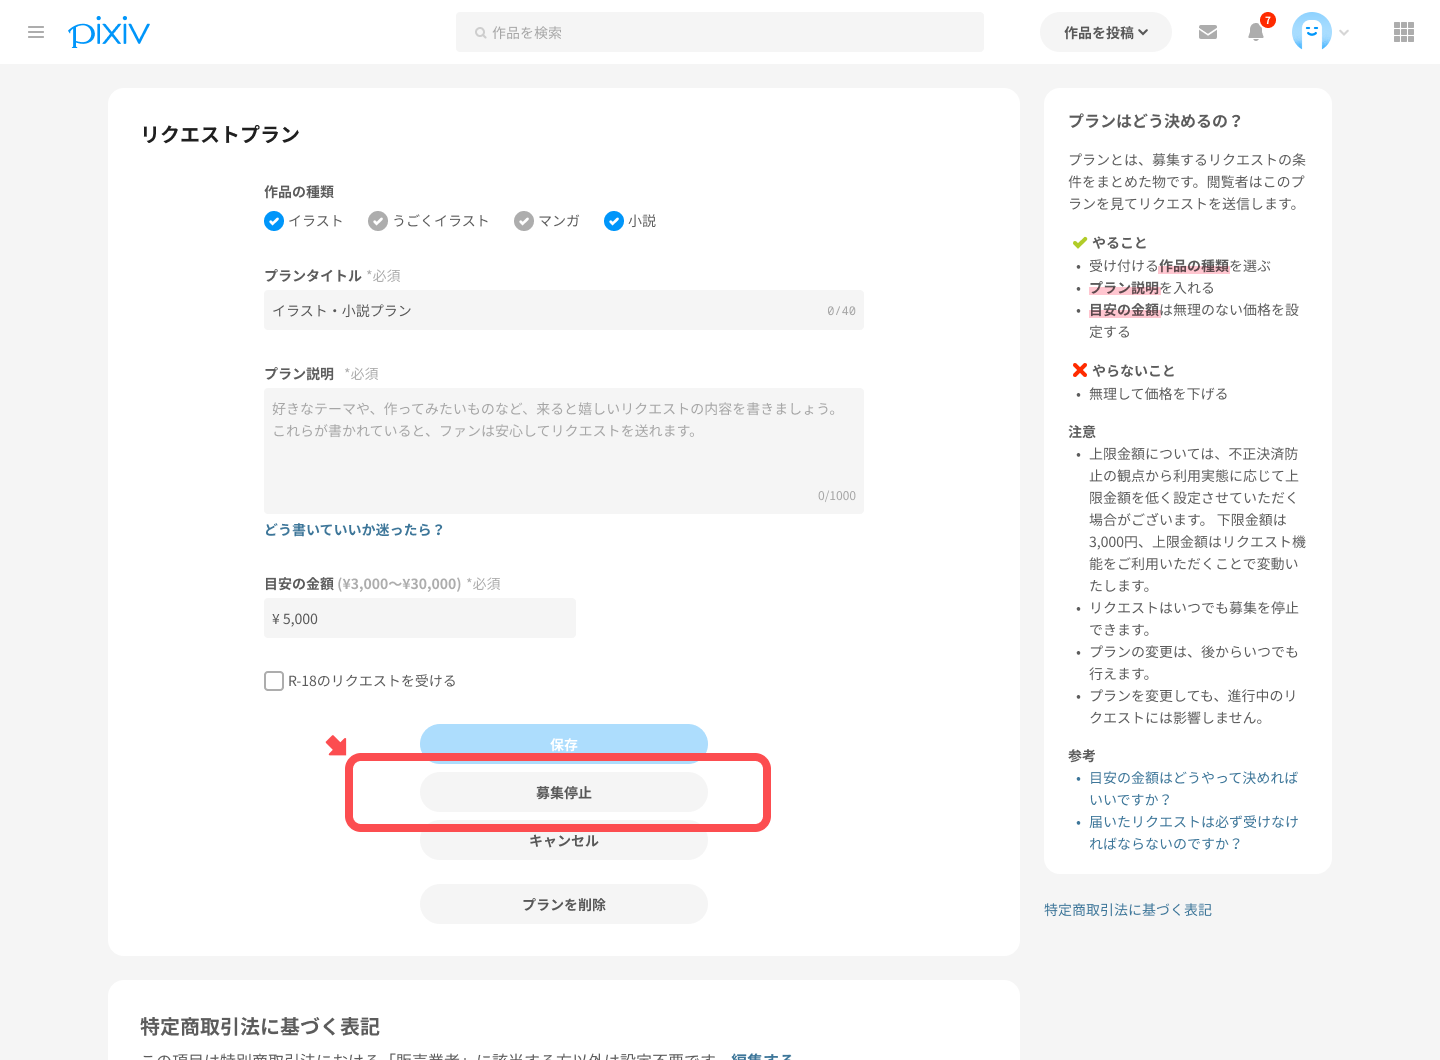 pixiv
作品を検索
作品を投稿
7
リクエストプラン
作品の種類
イラスト うごくイラスト マンガ 小説
プランタイトル *必須
イラスト・小説プラン 0/40
プラン説明 *必須
好きなテーマや、作ってみたいものなど、来ると嬉しいリクエストの内容を書きましょう。
これらが書かれていると、ファンは安心してリクエストを送れます。
0/1000
どう書いていいか迷ったら？
目安の金額 (¥3,000〜¥30,000) *必須
¥ 5,000
R-18のリクエストを受ける
保存
募集停止
キャンセル
プランを削除
特定商取引法に基づく表記
この項目は特別商取引法における「販売業者」に該当する方以外は設定不要です。編集する
プランはどう決めるの？
プランとは、募集するリクエストの条
件をまとめた物です。閲覧者はこのプ
ランを見てリクエストを送信します。
やること
• 受け付ける作品の種類を選ぶ
• プラン説明を入れる
• 目安の金額は無理のない価格を設
定する
やらないこと
• 無理して価格を下げる
注意
• 上限金額については、不正決済防
止の観点から利用実態に応じて上
限金額を低く設定させていただく
場合がございます。 下限金額は
3,000円、上限金額はリクエスト機
能をご利用いただくことで変動い
たします。
• リクエストはいつでも募集を停止
できます。
• プランの変更は、後からいつでも
行えます。
• プランを変更しても、進行中のリ
クエストには影響しません。
参考
• 目安の金額はどうやって決めれば
いいですか？
• 届いたリクエストは必ず受けなけ
ればならないのですか？
特定商取引法に基づく表記